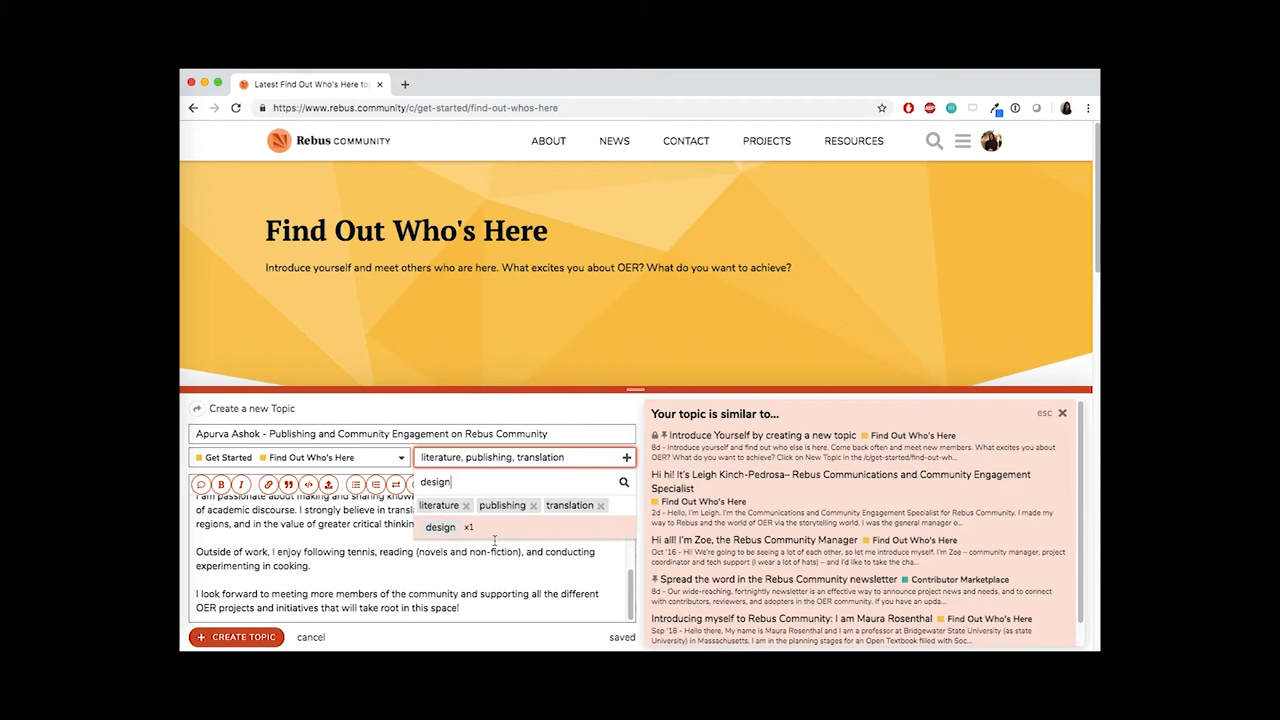 Latest Find Out Who's Here to
https://www.rebus.community/c/get-started/find-out-whos-here
Rebus COMMUNITY
ABOUT
NEWS
CONTACT
PROJECTS
RESOURCES
Find Out Who's Here
Introduce yourself and meet others who are here. What excites you about OER? What do you want to achieve?
Create a new Topic
Apurva Ashok - Publishing and Community Engagement on Rebus Community
Get Started Find Out Who's Here
literature, publishing, translation
design
literature × publishing × translation ×
design x1
I am passionate about making and sharing know
of academic discourse. I strongly believe in transl
regions, and in the value of greater critical thinkin
Outside of work, I enjoy following tennis, reading (novels and non-fiction), and conducting
experimenting in cooking.
I look forward to meeting more members of the community and supporting all the different
OER projects and initiatives that will take root in this space!
+ CREATE TOPIC
cancel
saved
Your topic is similar to...
esc
Introduce Yourself by creating a new topic Find Out Who's Here
8d - Introduce yourself and find out who else is here. Come back often and meet new members. What excites you about OER?
What do you want to achieve? Click on New Topic in the /c/get-started/find-out-wh...
Hi hi! It's Leigh Kinch-Pedrosa– Rebus Communications and Community Engagement
Specialist
Find Out Who's Here
2d - Hello, I'm Leigh. I'm the Communications and Community Engagement Specialist for Rebus Community. I made my
way to Rebus and the world of OER via the storytelling world. I was the general manager o...
Hi all! I'm Zoe, the Rebus Community Manager Find Out Who's Here
Oct '16 - Hi! We're going to be seeing a lot of each other, so let me introduce myself. I'm Zoe – community manager, project
coordinator and tech support (I wear a lot of hats) – and I'd like to take the cha...
Spread the word in the Rebus Community newsletter Contributor Marketplace
8d - Our wide-reaching, fortnightly newsletter is an effective way to announce project news and needs, and to connect
with contributors, reviewers, and adopters in the OER community. If you have an upda...
Introducing myself to Rebus Community: I am Maura Rosenthal Find Out Who's Here
Sep '18 - Hello there, My name is Maura Rosenthal and I am a professor at Bridgewater State University (as state
University) in Massachusetts. I am in the planning stages for an Open Textbook filled with Soc...